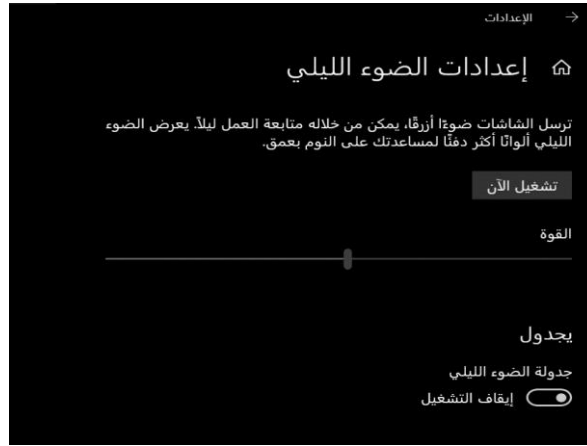 الإعدادات
إعدادات الضوء الليلي
ترسل الشاشات ضوءًا أزرقًا، يمكن من خلاله متابعة العمل ليلاً. يعرض الضوء
الليلي ألوانًا أكثر دفئًا لمساعدتك على النوم بعمق.
تشغيل الآن
القوة
يجدول
جدولة الضوء الليلي
إيقاف التشغيل